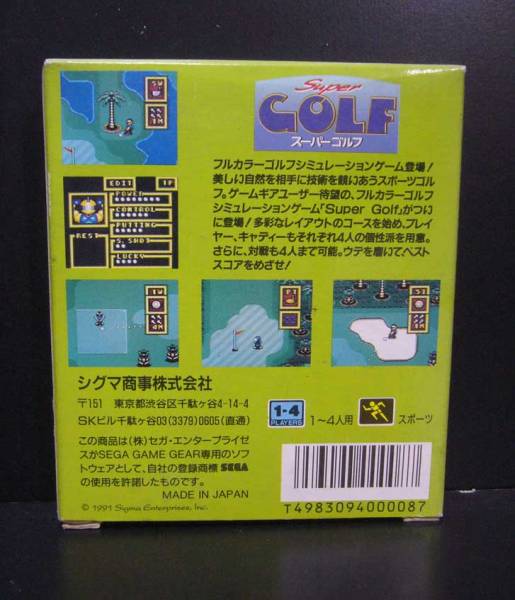 Super
GOLF
スーパーゴルフ
フルカラーゴルフシミュレーションゲーム登場!
美しい自然を相手に技術を競いあうスポーツゴル
フ。ゲームギアユーザー待望の、フルカラーゴルフ
シミュレーションゲーム「Super Golf」がつい
に登場!多彩なレイアウトのコースを始め、プレイ
ヤー、キャディーもそれぞれ4人の個性派を用意。
さらに、対戦も4人まで可能。ウデを磨いてベスト
スコアをめざせ!
EDIT 1P
POWER
CONTROL
PUTTING
REST
S. SHOT
LUCKY
1W
PT
シグマ商事株式会社
〒151 東京都渋谷区千駄ケ谷4-14-4
SKビル千駄ケ谷03(3379)0605(直通)
1-4
PLAYERS
1～4人用
スポーツ
この商品は(株)セガ・エンタープライゼ
スがSEGA GAME GEAR専用のソフ
トウェアとして、自社の登録商標 SEGA
の使用を許諾したものです。
MADE IN JAPAN
© 1991 Sigma Enterprises, Inc.
T4983094000087